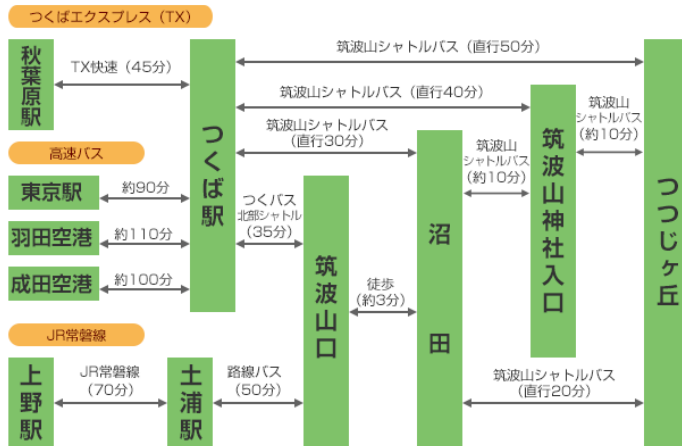 つくばエクスプレス（TX）
秋葉原駅
TX快速（45分）
つくば駅
筑波山シャトルバス（直行50分）
筑波山シャトルバス（直行40分）
筑波山シャトルバス
（直行30分）
筑波山
シャトルバス
（約10分）
筑波山
シャトルバス
（約10分）
筑波山神社入口
つつじヶ丘
高速バス
東京駅
約90分
羽田空港
約110分
成田空港
約100分
つくバス
北部シャトル
（35分）
筑波山口
徒歩
（約3分）
沼田
JR常磐線
上野駅
JR常磐線
（70分）
土浦駅
路線バス
（50分）
筑波山シャトルバス
（直行20分）